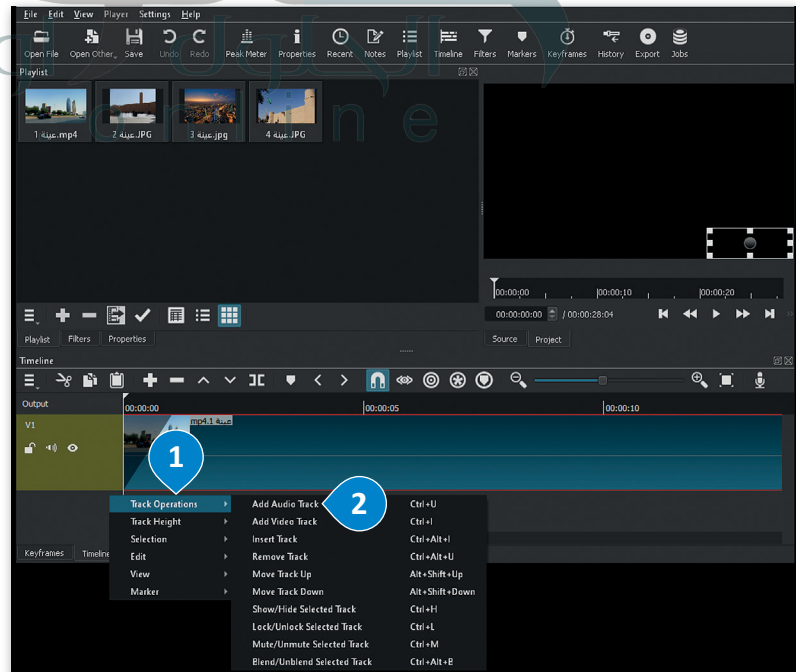 File Edit View Player Settings Help
Open File Open Other.. Save Undo Redo Peak Meter Properties Recent Notes Playlist Timeline Filters Markers Keyframes History Export Jobs
Playlist
عينة 1.mp4 عينة 2.JPG عينة 3.jpg عينة 4.JPG
online
00:00:00 00:00:10 00:00:20
00:00:00:00 / 00:00:28:04
Playlist Filters Properties
Source Project
Timeline
Output 00:00:00 00:00:05 00:00:10
V1
عينة 1.mp4
1
2
Track Operations
Track Height
Selection
Edit
View
Marker
Add Audio Track Ctrl+U
Add Video Track Ctrl+I
Insert Track Ctrl+Alt+I
Remove Track Ctrl+Alt+U
Move Track Up Alt+Shift+Up
Move Track Down Alt+Shift+Down
Show/Hide Selected Track Ctrl+H
Lock/Unlock Selected Track Ctrl+L
Mute/Unmute Selected Track Ctrl+M
Blend/Unblend Selected Track Ctrl+Alt+B
Keyframes Timeline